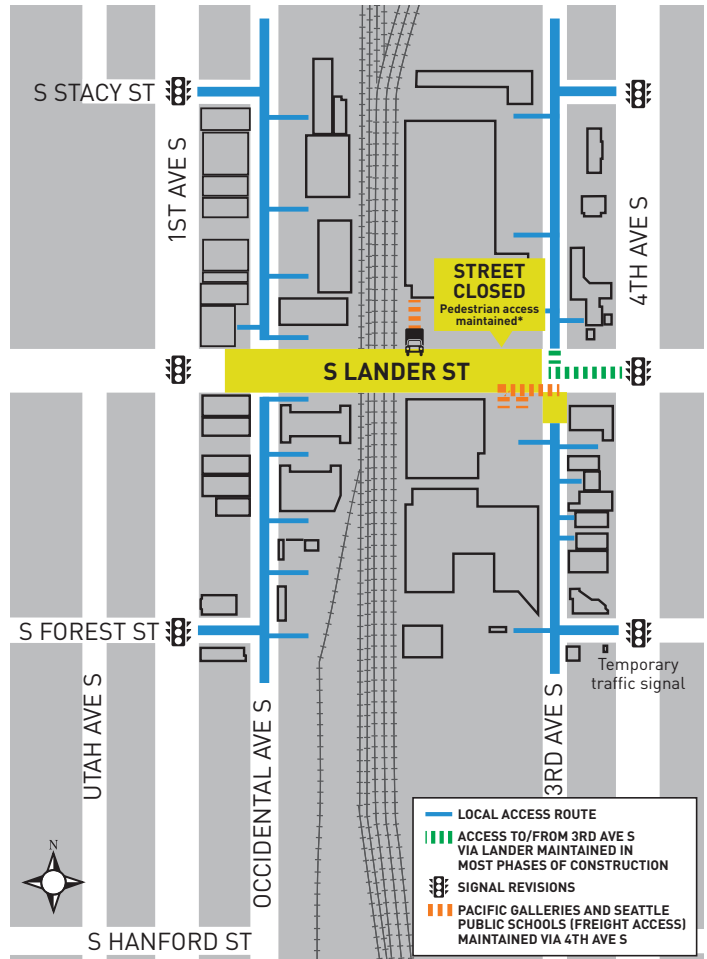 S STACY ST
1ST AVE S
4TH AVE S
STREET
CLOSED
Pedestrian access
maintained*
S LANDER ST
S FOREST ST
Temporary
traffic signal
UTAH AVE S
OCCIDENTAL AVE S
3RD AVE S
N
S HANFORD ST
LOCAL ACCESS ROUTE
ACCESS TO/FROM 3RD AVE S
VIA LANDER MAINTAINED IN
MOST PHASES OF CONSTRUCTION
SIGNAL REVISIONS
PACIFIC GALLERIES AND SEATTLE
PUBLIC SCHOOLS (FREIGHT ACCESS)
MAINTAINED VIA 4TH AVE S